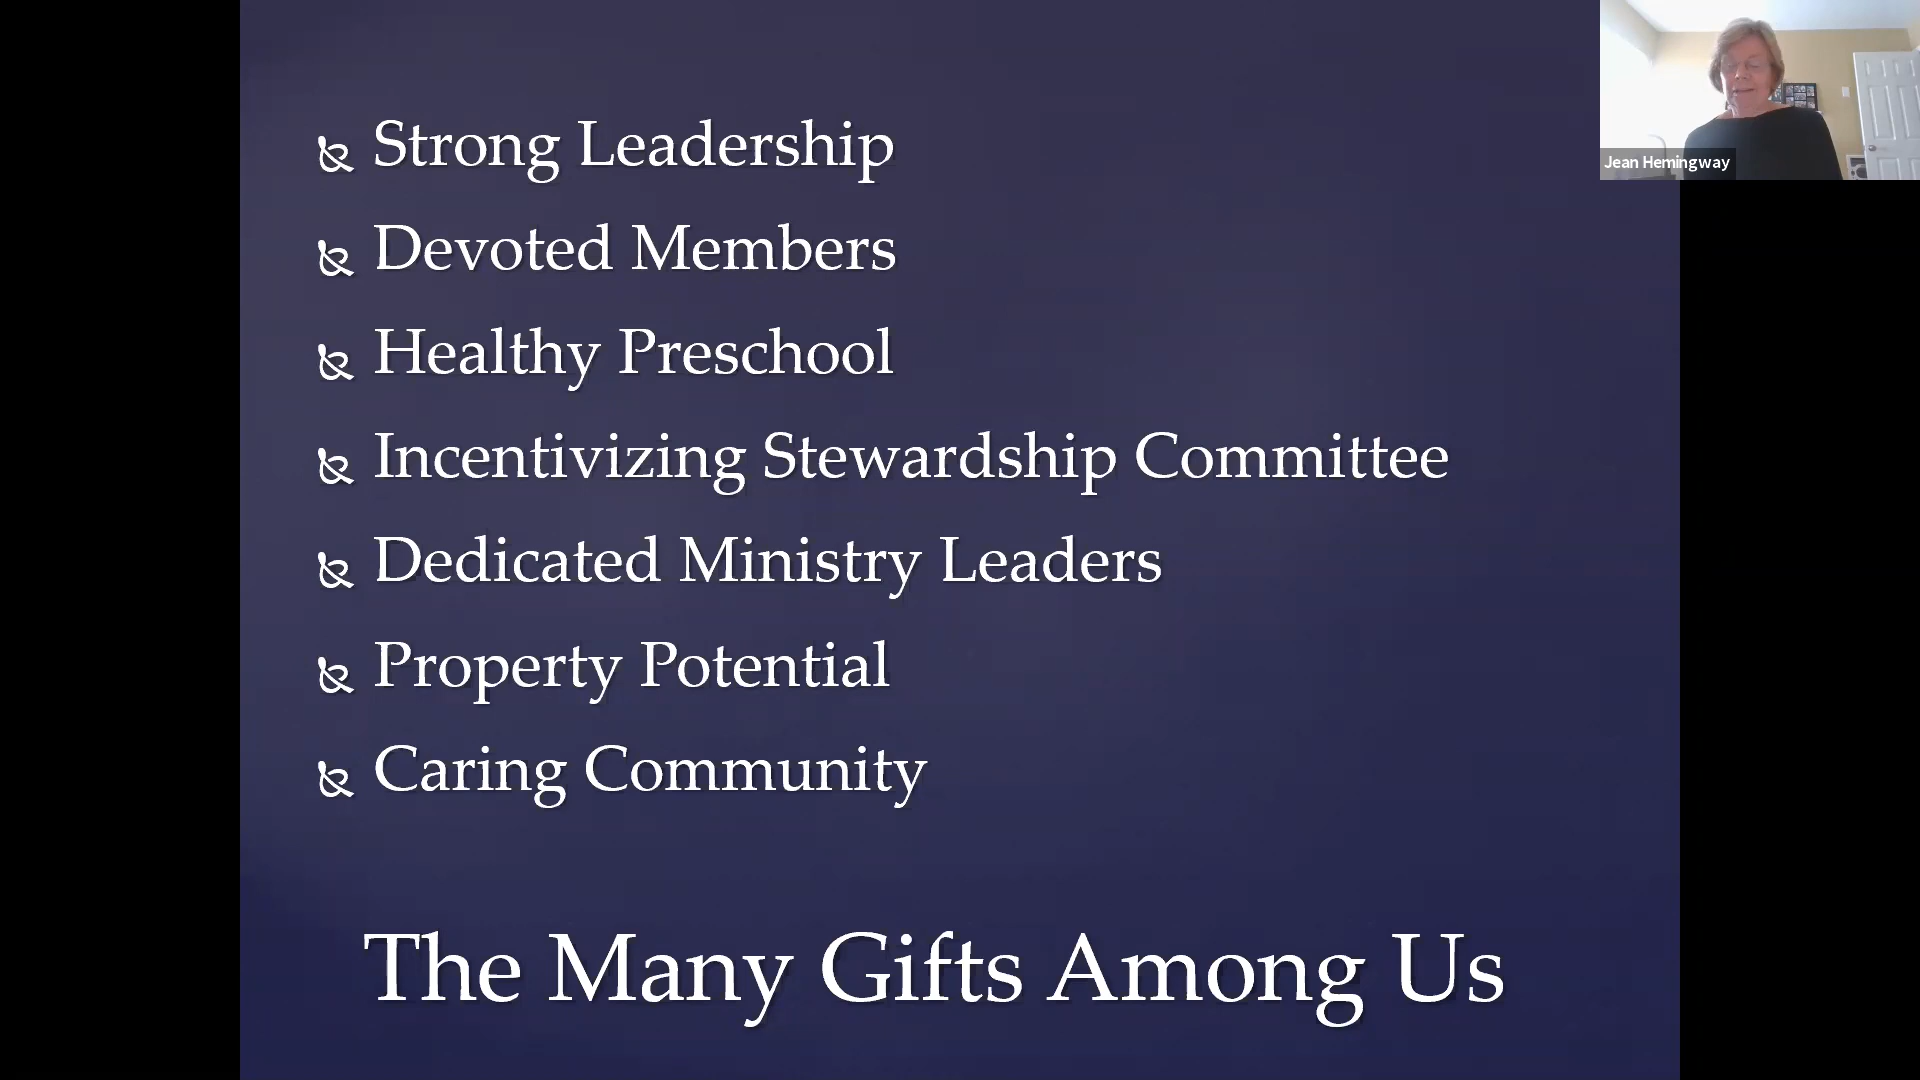 Strong Leadership
Devoted Members
Healthy Preschool
Incentivizing Stewardship Committee
Dedicated Ministry Leaders
Property Potential
Caring Community
The Many Gifts Among Us
Jean Hemingway